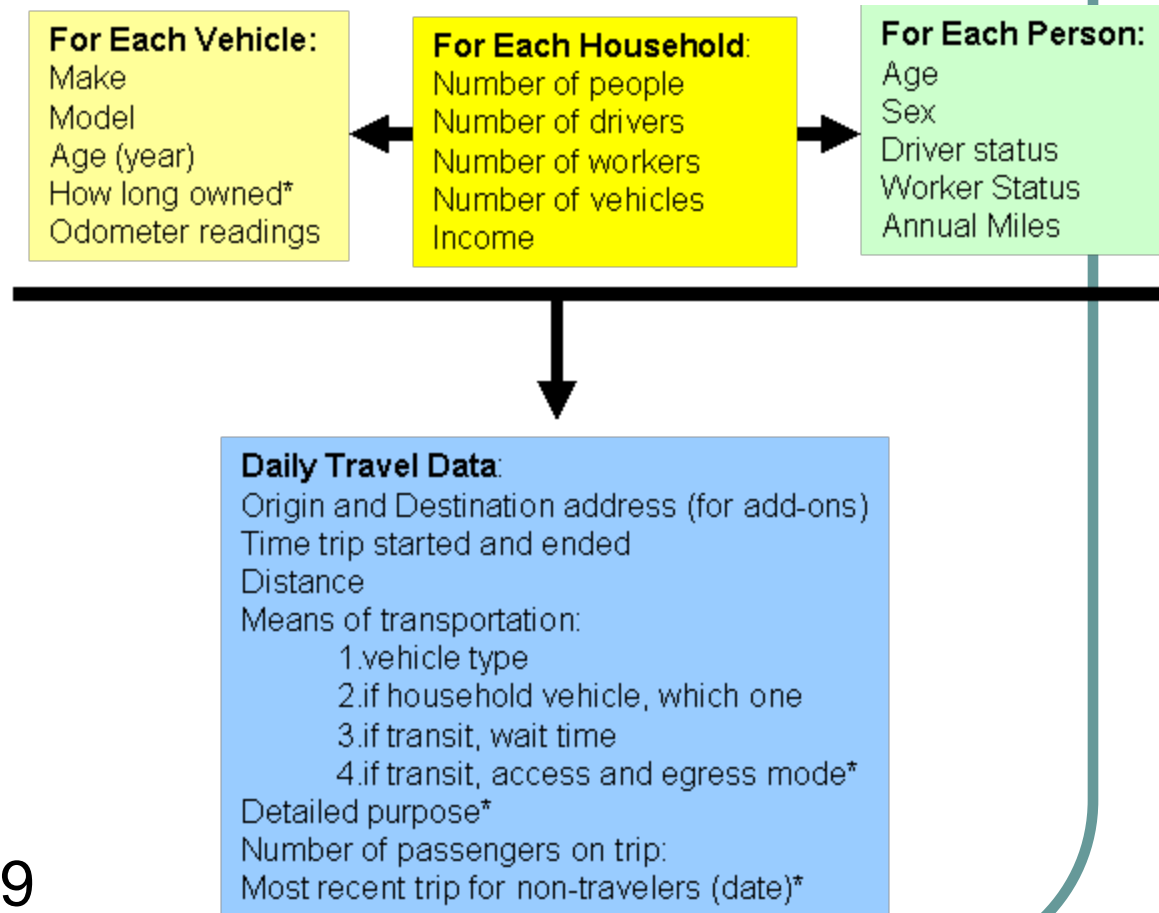 For Each Vehicle:
Make
Model
Age (year)
How long owned*
Odometer readings
For Each Household:
Number of people
Number of drivers
Number of workers
Number of vehicles
Income
For Each Person:
Age
Sex
Driver status
Worker Status
Annual Miles
Daily Travel Data:
Origin and Destination address (for add-ons)
Time trip started and ended
Distance
Means of transportation:
1.vehicle type
2.if household vehicle, which one
3.if transit, wait time
4.if transit, access and egress mode*
Detailed purpose*
Number of passengers on trip:
Most recent trip for non-travelers (date)*
9